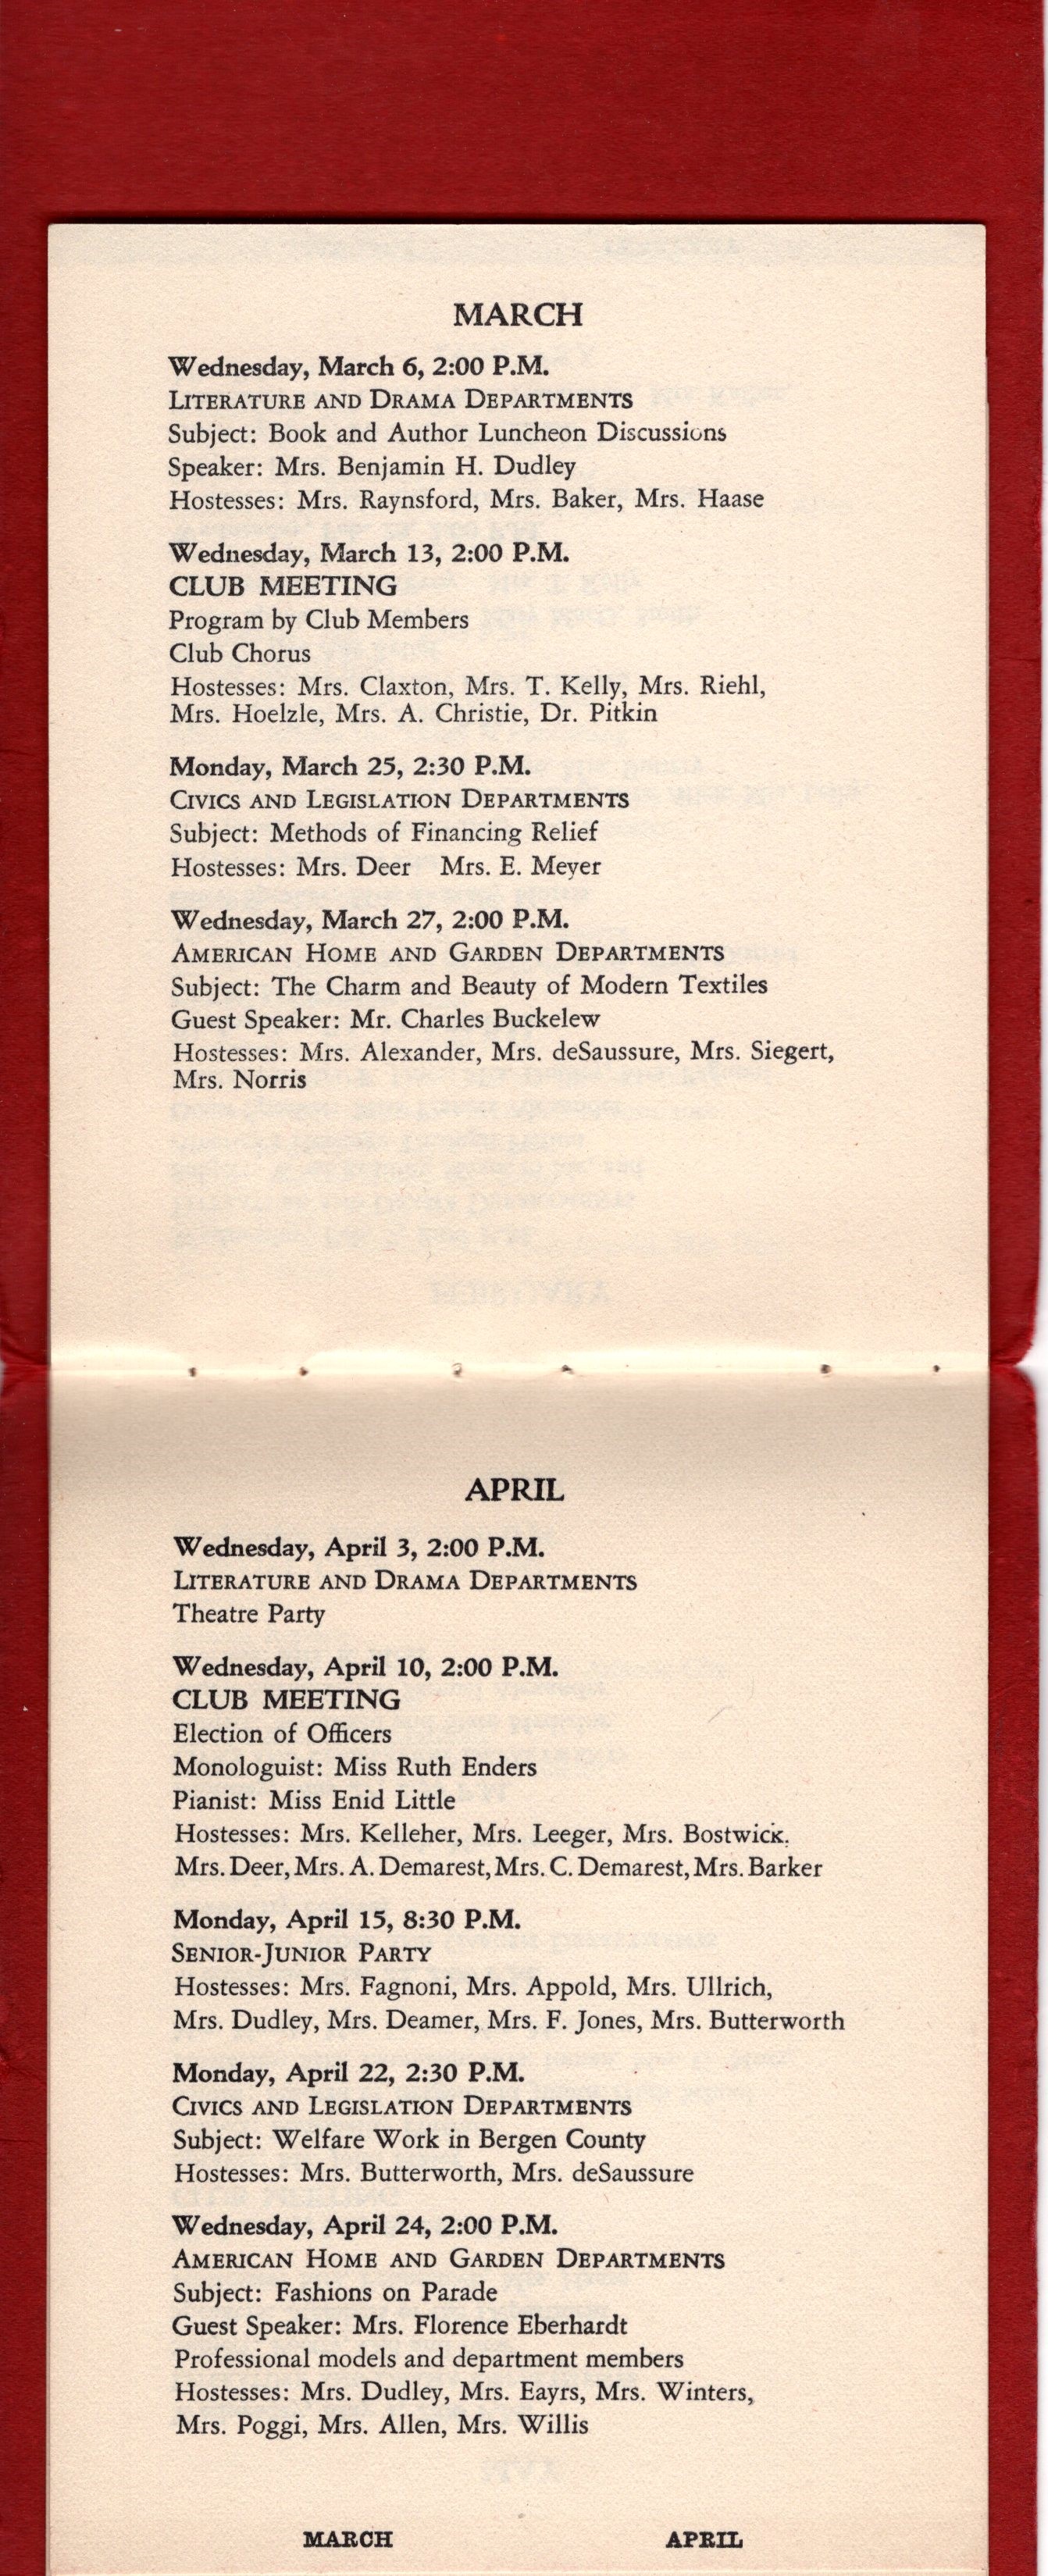 MARCH
Wednesday, March 6, 2:00 P.M.
LITERATURE AND DRAMA DEPARTMENTS
Subject: Book and Author Luncheon Discussions
Speaker: Mrs. Benjamin H. Dudley
Hostesses: Mrs. Raynsford, Mrs. Baker, Mrs. Haase
Wednesday, March 13, 2:00 P.M.
CLUB MEETING
Program by Club Members
Club Chorus
Hostesses: Mrs. Claxton, Mrs. T. Kelly, Mrs. Riehl,
Mrs. Hoelzle, Mrs. A. Christie, Dr. Pitkin
Monday, March 25, 2:30 P.M.
CIVICS AND LEGISLATION DEPARTMENTS
Subject: Methods of Financing Relief
Hostesses: Mrs. Deer Mrs. E. Meyer
Wednesday, March 27, 2:00 P.M.
AMERICAN HOME AND GARDEN DEPARTMENTS
Subject: The Charm and Beauty of Modern Textiles
Guest Speaker: Mr. Charles Buckelew
Hostesses: Mrs. Alexander, Mrs. deSaussure, Mrs. Siegert,
Mrs. Norris
APRIL
Wednesday, April 3, 2:00 P.M.
LITERATURE AND DRAMA DEPARTMENTS
Theatre Party
Wednesday, April 10, 2:00 P.M.
CLUB MEETING
Election of Officers
Monologuist: Miss Ruth Enders
Pianist: Miss Enid Little
Hostesses: Mrs. Kelleher, Mrs. Leeger, Mrs. Bostwick.
Mrs. Deer, Mrs. A. Demarest, Mrs. C. Demarest, Mrs. Barker
Monday, April 15, 8:30 P.M.
SENIOR-JUNIOR PARTY
Hostesses: Mrs. Fagnoni, Mrs. Appold, Mrs. Ullrich,
Mrs. Dudley, Mrs. Deamer, Mrs. F. Jones, Mrs. Butterworth
Monday, April 22, 2:30 P.M.
CIVICS AND LEGISLATION DEPARTMENTS
Subject: Welfare Work in Bergen County
Hostesses: Mrs. Butterworth, Mrs. deSaussure
Wednesday, April 24, 2:00 P.M.
AMERICAN HOME AND GARDEN DEPARTMENTS
Subject: Fashions on Parade
Guest Speaker: Mrs. Florence Eberhardt
Professional models and department members
Hostesses: Mrs. Dudley, Mrs. Eayrs, Mrs. Winters,
Mrs. Poggi, Mrs. Allen, Mrs. Willis
MARCH APRIL